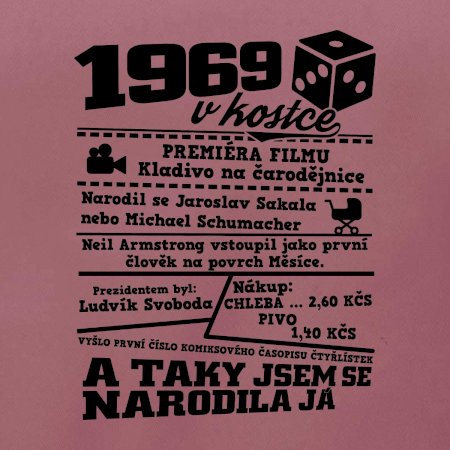 1969
v kostce
PREMIÉRA FILMU
Kladivo na čarodějnice
Narodil se Jaroslav Sakala
nebo Michael Schumacher
Neil Armstrong vstoupil jako první
člověk na povrch Měsíce.
Prezidentem byl:
Ludvík Svoboda
Nákup:
CHLEBA ... 2,60 KČS
PIVO
1,40 KČS
VYŠLO PRVNÍ ČÍSLO KOMIKSOVÉHO ČASOPISU ČTYŘLÍSTEK
A TAKY JSEM SE
NARODILA JÁ